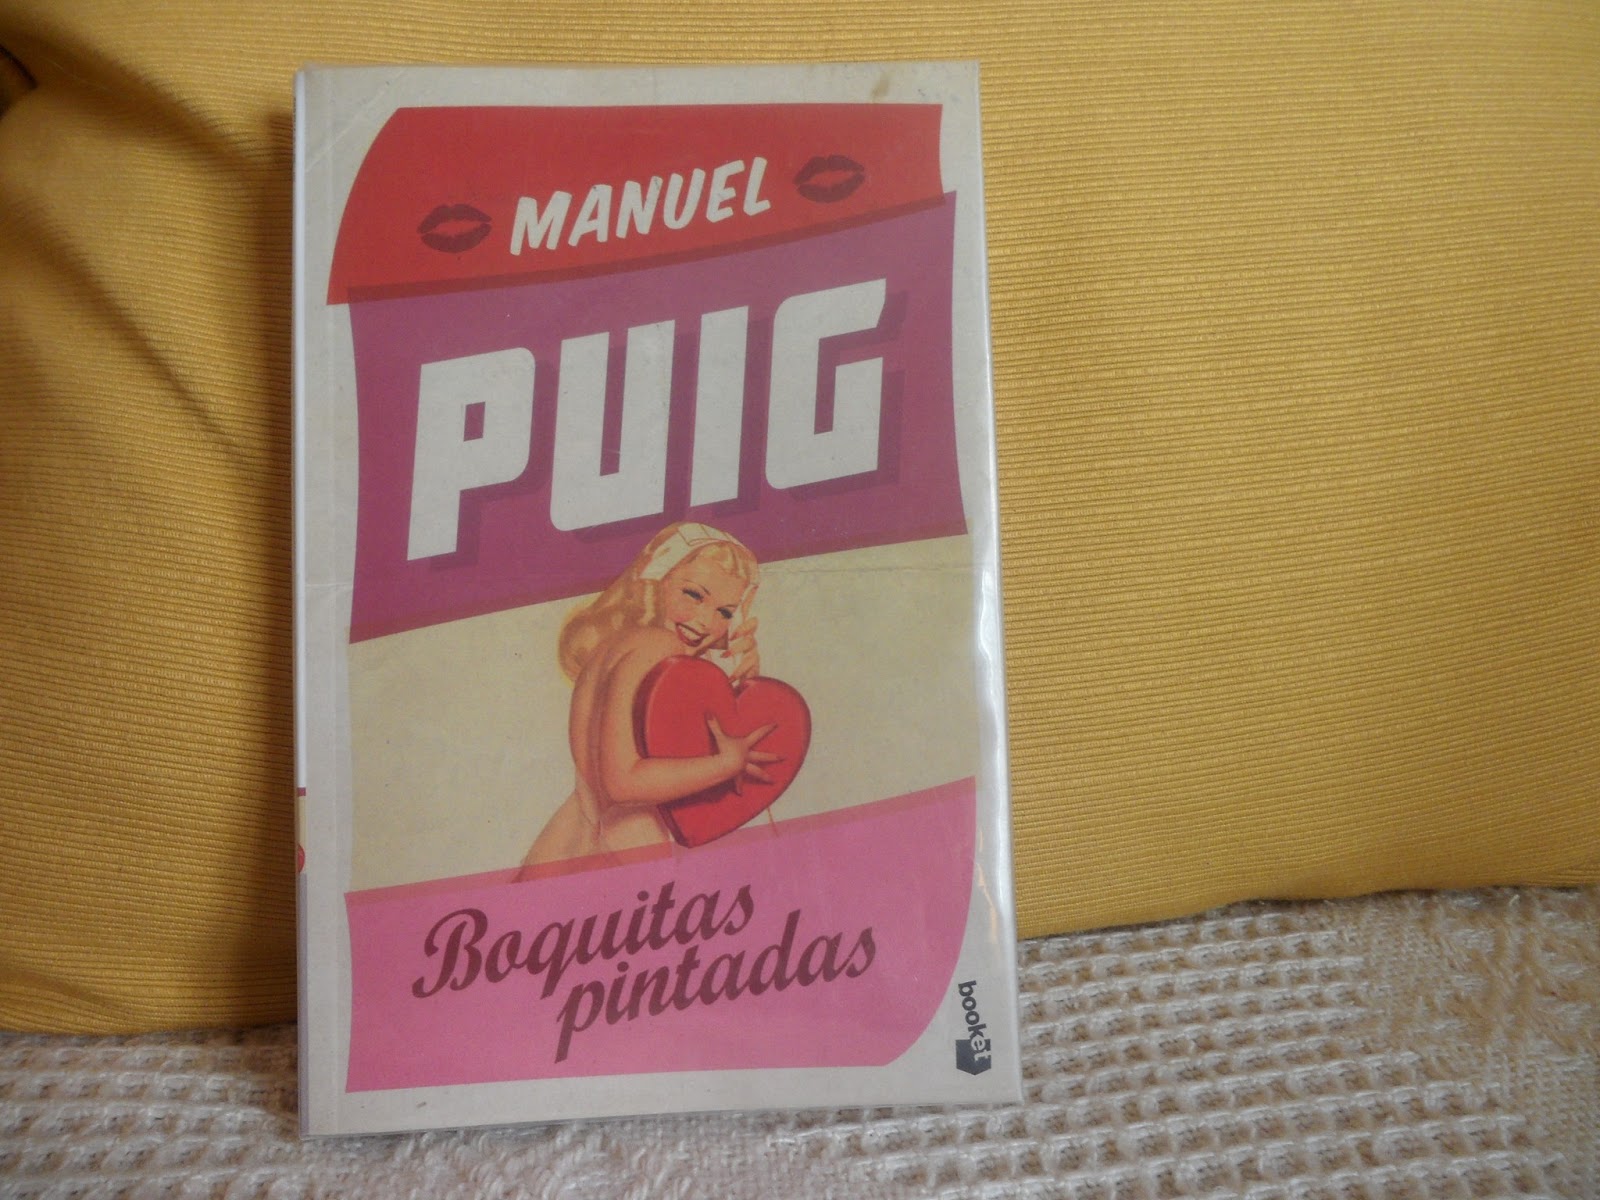 MANUEL
PUIG
Boquitas
pintadas
booket